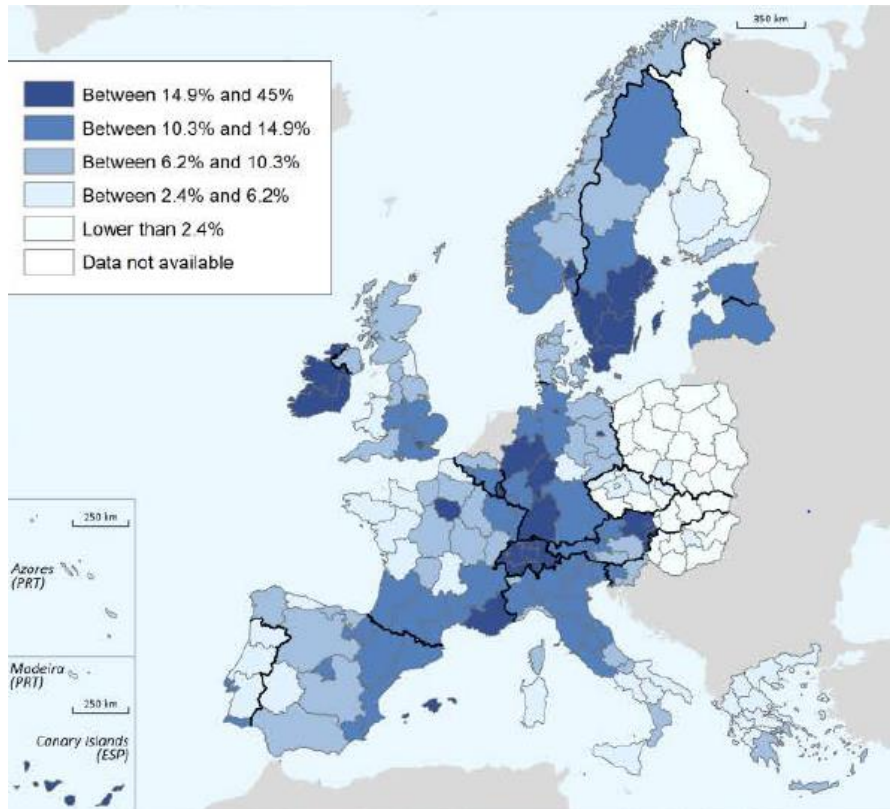 350 km
Between 14.9% and 45%
Between 10.3% and 14.9%
Between 6.2% and 10.3%
Between 2.4% and 6.2%
Lower than 2.4%
Data not available
250 km
Azores
(PRT)
Madeira
(PRT)
250 km
Canary Islands
(ESP)